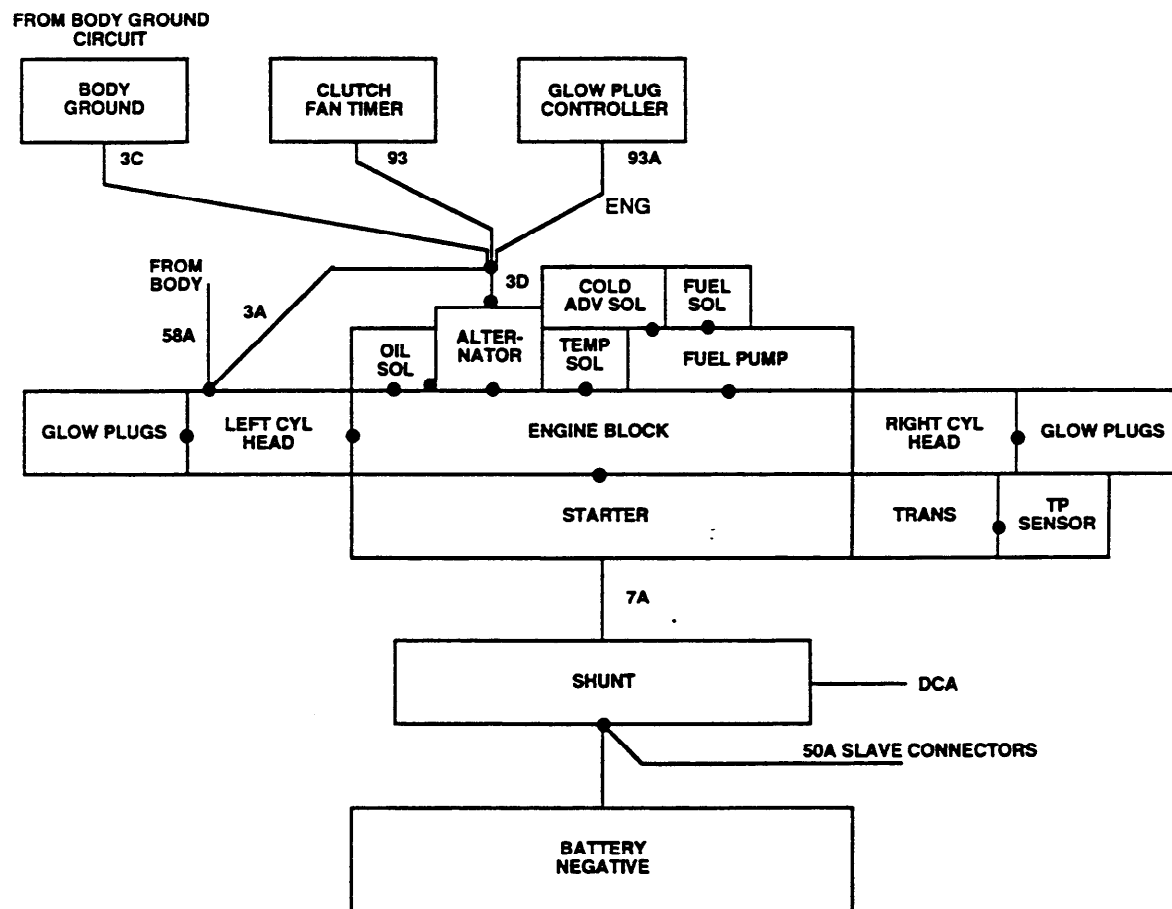 FROM BODY GROUND
CIRCUIT
BODY
GROUND
CLUTCH
FAN TIMER
GLOW PLUG
CONTROLLER
3C
93
93A
ENG
FROM
BODY
3A
58A
3D
COLD
ADV SOL
FUEL
SOL
OIL
SOL
ALTER-
NATOR
TEMP
SOL
FUEL PUMP
GLOW PLUGS
LEFT CYL
HEAD
ENGINE BLOCK
RIGHT CYL
HEAD
GLOW PLUGS
STARTER
TRANS
TP
SENSOR
7A
SHUNT
DCA
50A SLAVE CONNECTORS
BATTERY
NEGATIVE